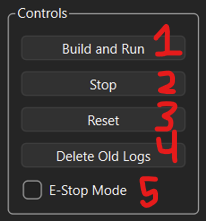 Controls
Build and Run 1
Stop 2
Reset 3
Delete Old Logs 4
E-Stop Mode 5